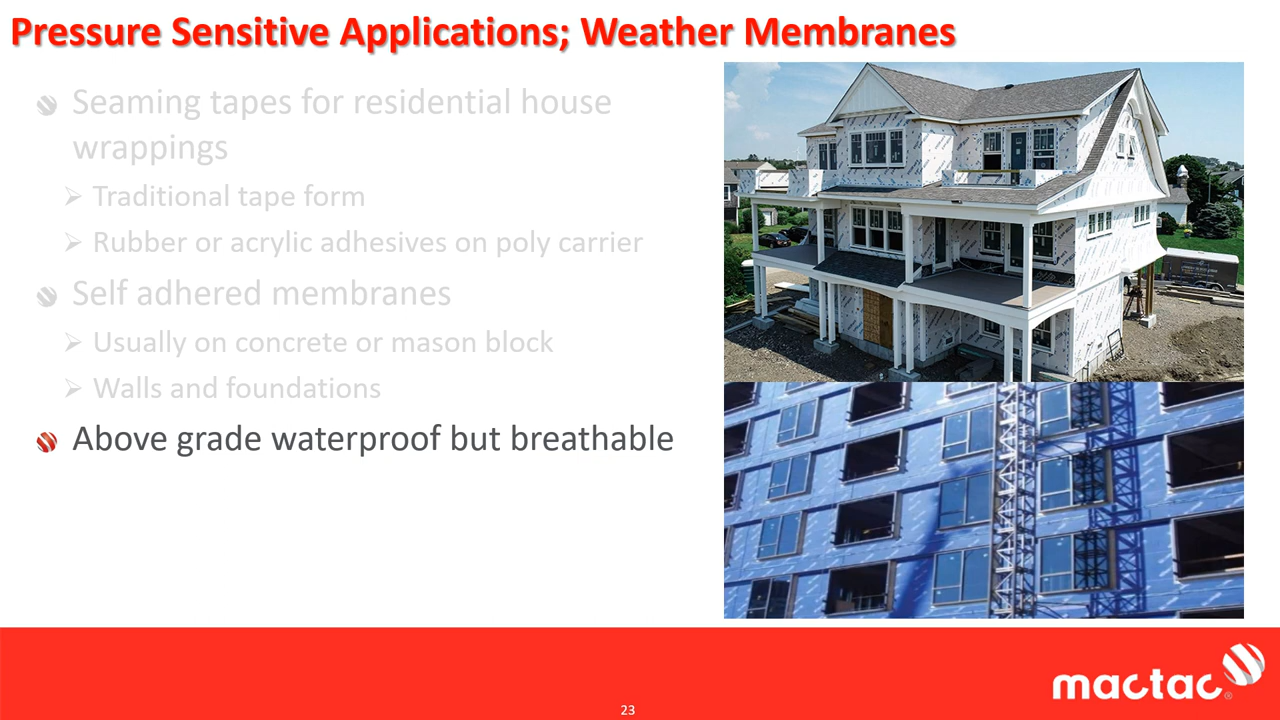 Pressure Sensitive Applications; Weather Membranes
Seaming tapes for residential house
wrappings
Traditional tape form
Rubber or acrylic adhesives on poly carrier
Self adhered membranes
Usually on concrete or mason block
Walls and foundations
Above grade waterproof but breathable
mactac®
23